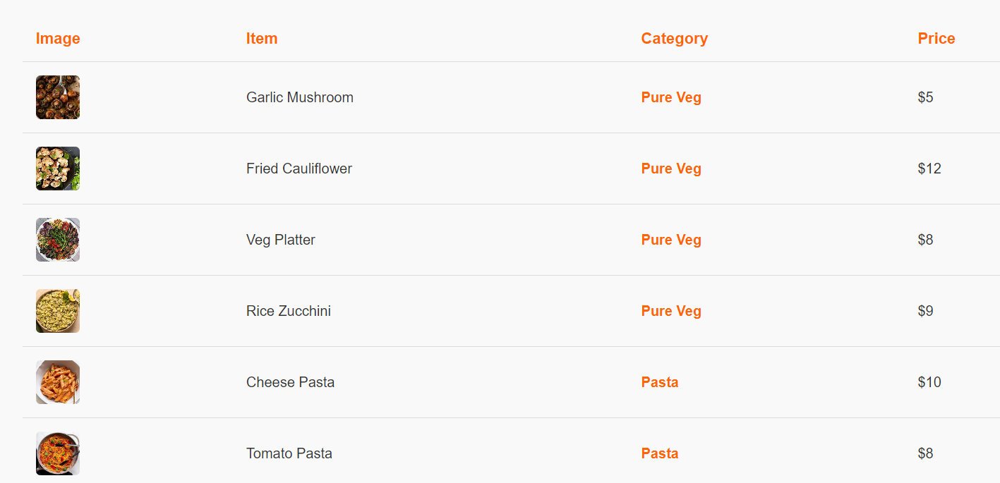 Image Item Category Price
Garlic Mushroom Pure Veg $5
Fried Cauliflower Pure Veg $12
Veg Platter Pure Veg $8
Rice Zucchini Pure Veg $9
Cheese Pasta Pasta $10
Tomato Pasta Pasta $8